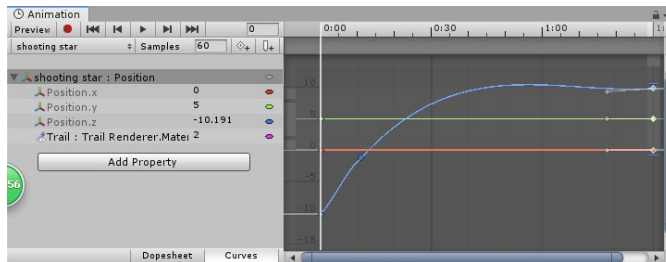 Animation
Preview 0 0:00 0:30 1:00 1:
shooting star Samples 60
shooting star : Position
Position.x 0
Position.y 5
Position.z -10.191
Trail : Trail Renderer.Mater 2
Add Property
56
10
5
0
-5
-10
-15
Dopesheet Curves